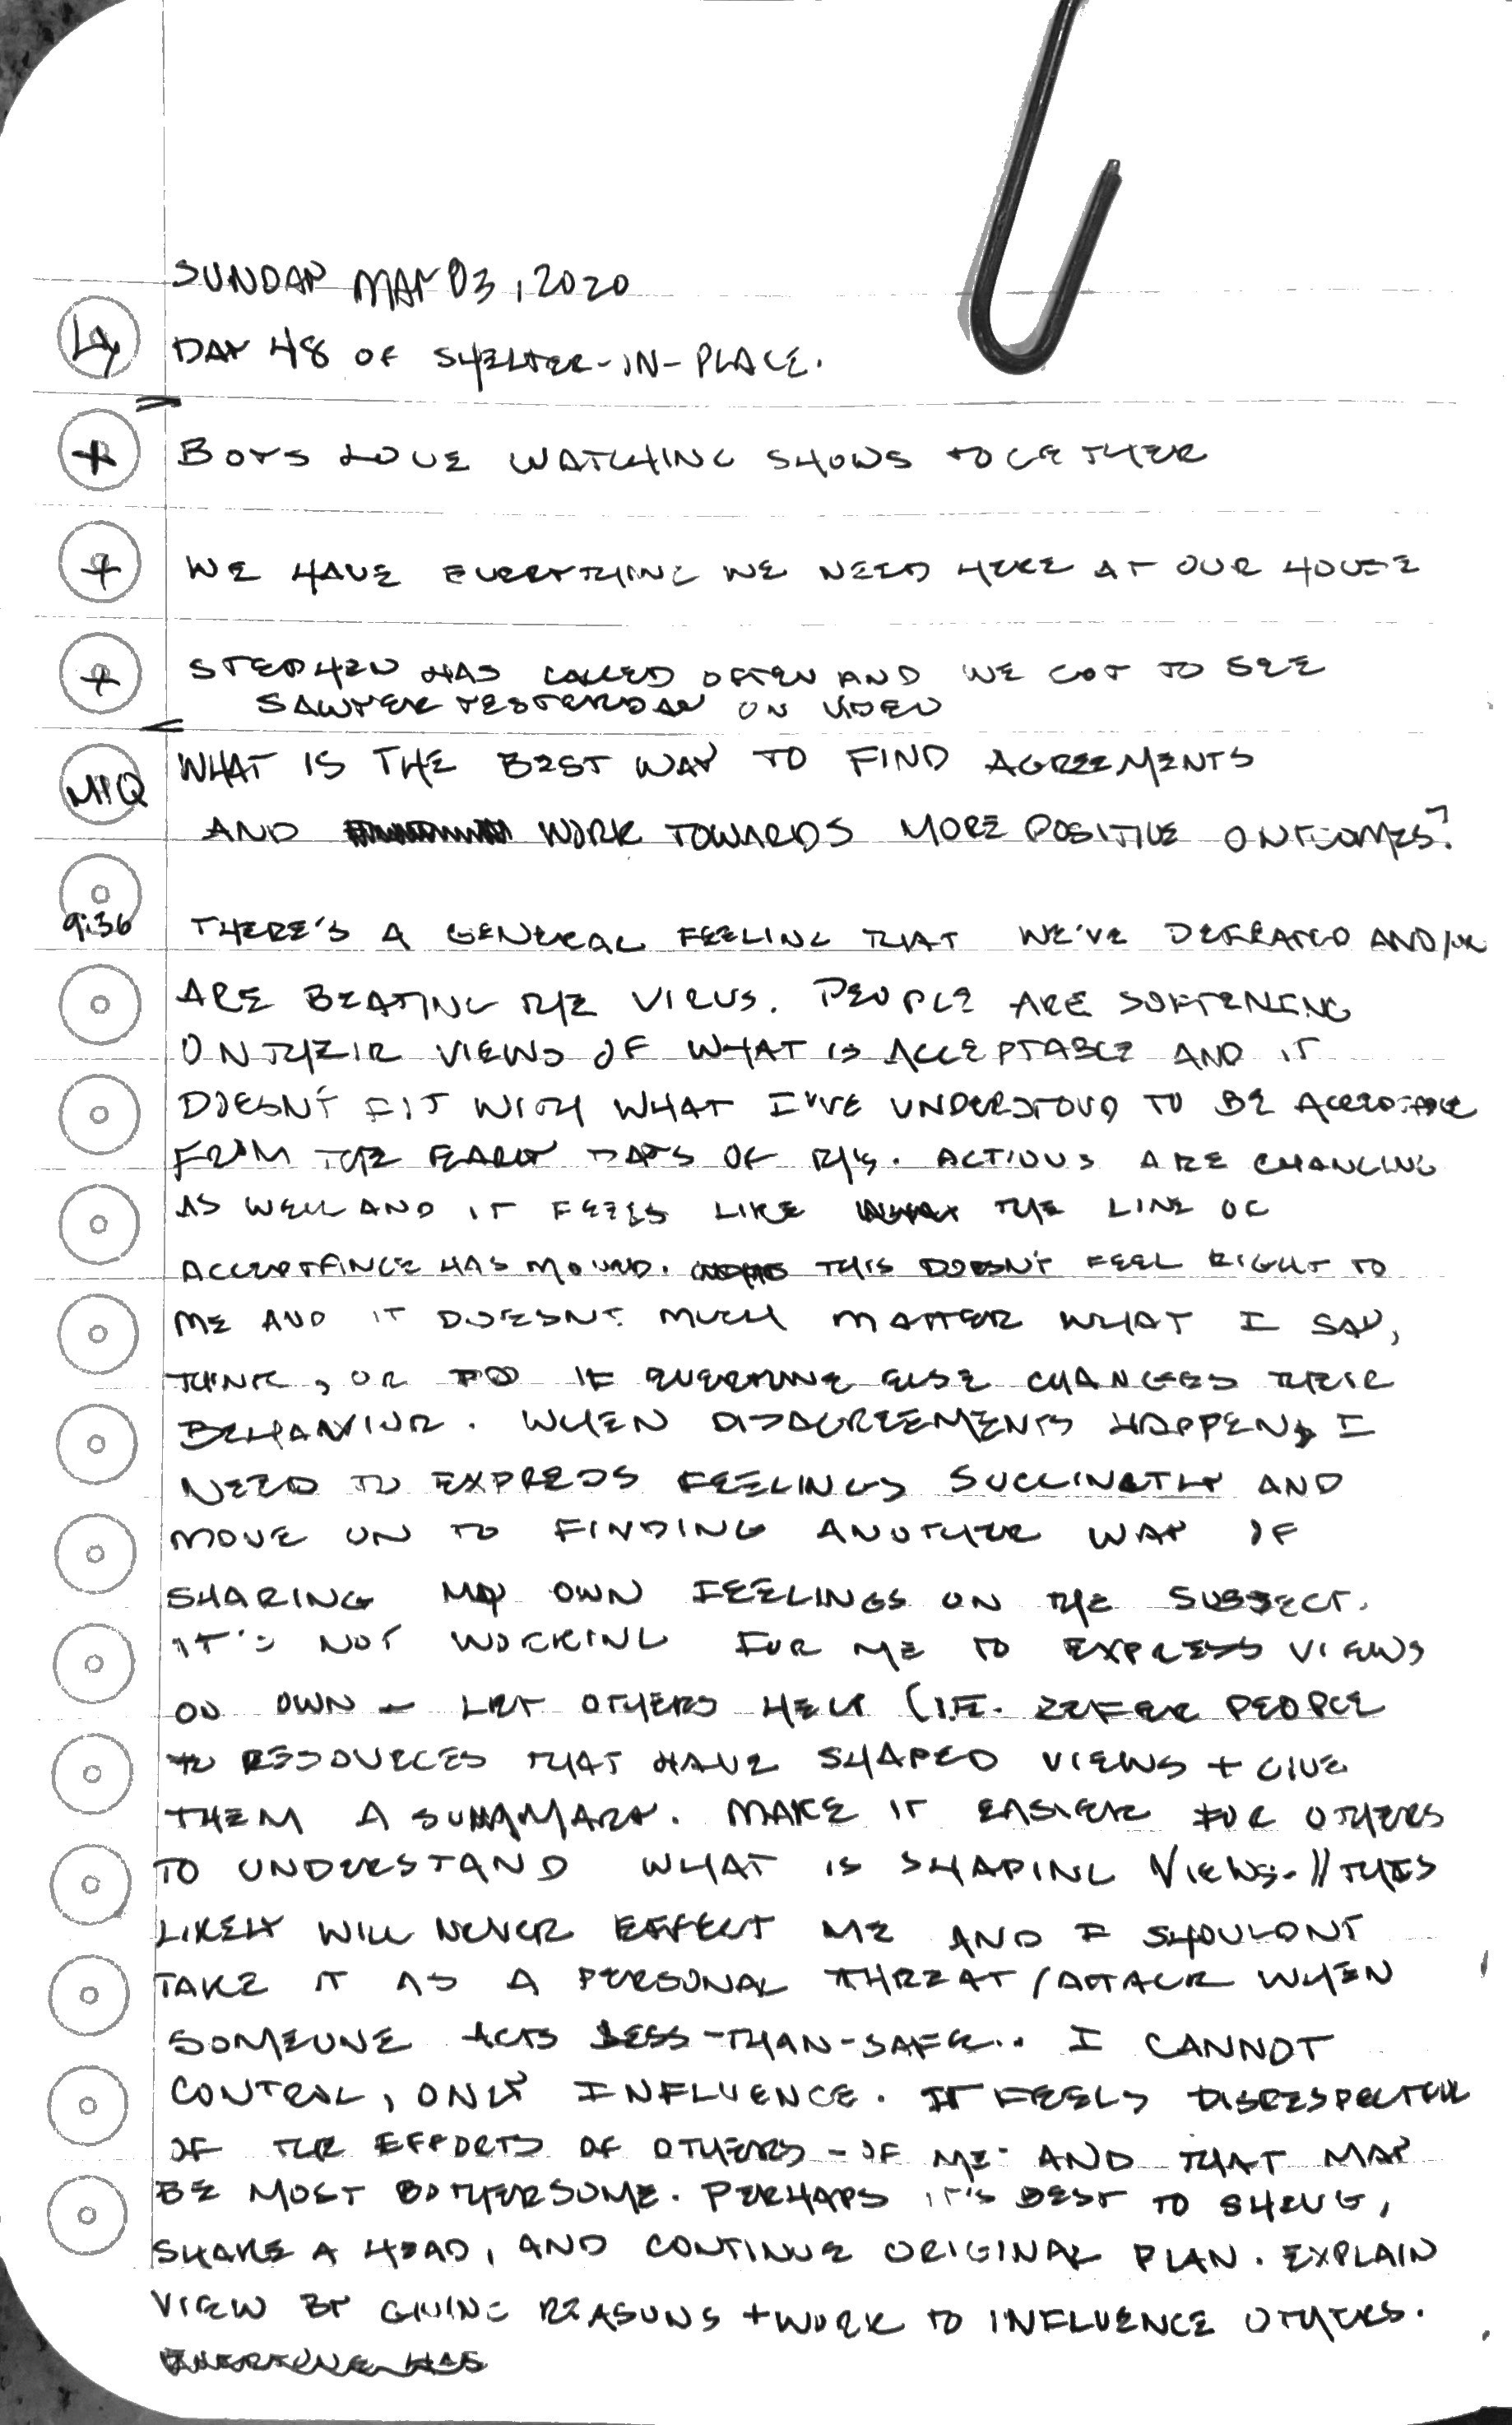 SUNDAY MAY 03, 2020
DAY 48 OF SHELTER-IN-PLACE.
+ BOYS LOVE WATCHING SHOWS TOGETHER
+ WE HAVE EVERYTHING WE NEED HERE AT OUR HOUSE
+ STEPHEN HAS CALLED OFTEN AND WE GOT TO SEE
SAWYER YESTERDAY ON VIDEO
MIQ WHAT IS THE BEST WAY TO FIND AGREEMENTS
AND WORK TOWARDS MORE POSITIVE OUTCOMES?
9:36 THERE'S A GENERAL FEELING THAT WE'VE DEFEATED AND/OR
ARE BEATING THE VIRUS. PEOPLE ARE SOFTENING
ON THEIR VIEWS OF WHAT IS ACCEPTABLE AND IT
DOESN'T FIT WITH WHAT I'VE UNDERSTOOD TO BE ACCEPTABLE
FROM THE EARLY DAYS OF THIS. ACTIONS ARE CHANGING
AS WELL AND IT FEELS LIKE THE LINE OF
ACCEPTANCE HAS MOVED. THIS DOESN'T FEEL RIGHT TO
ME AND IT DOESN'T MUCH MATTER WHAT I SAY,
THINK, OR DO IF EVERYONE ELSE CHANGES THEIR
BEHAVIOR. WHEN DISAGREEMENTS HAPPEN, I
NEED TO EXPRESS FEELINGS SUCCINCTLY AND
MOVE ON TO FINDING ANOTHER WAY OF
SHARING MY OWN FEELINGS ON THE SUBJECT.
IT'S NOT WORKING FOR ME TO EXPRESS VIEWS
ON OWN - LET OTHERS HELP (I.E. REFER PEOPLE
TO RESOURCES THAT HAVE SHAPED VIEWS + GIVE
THEM A SUMMARY. MAKE IT EASIER FOR OTHERS
TO UNDERSTAND WHAT IS SHAPING VIEWS. // THIS
LIKELY WILL NEVER EFFECT ME AND I SHOULDN'T
TAKE IT AS A PERSONAL THREAT/ATTACK WHEN
SOMEONE ACTS LESS-THAN-SAFE.. I CANNOT
CONTROL, ONLY INFLUENCE. IT FEELS DISRESPECTFUL
OF THE EFFORTS OF OTHERS - OF ME - AND THAT MAY
BE MOST BOTHERSOME. PERHAPS IT'S BEST TO SHRUG,
SHAKE A HEAD, AND CONTINUE ORIGINAL PLAN. EXPLAIN
VIEW BY GIVING REASONS + WORK TO INFLUENCE OTHERS.